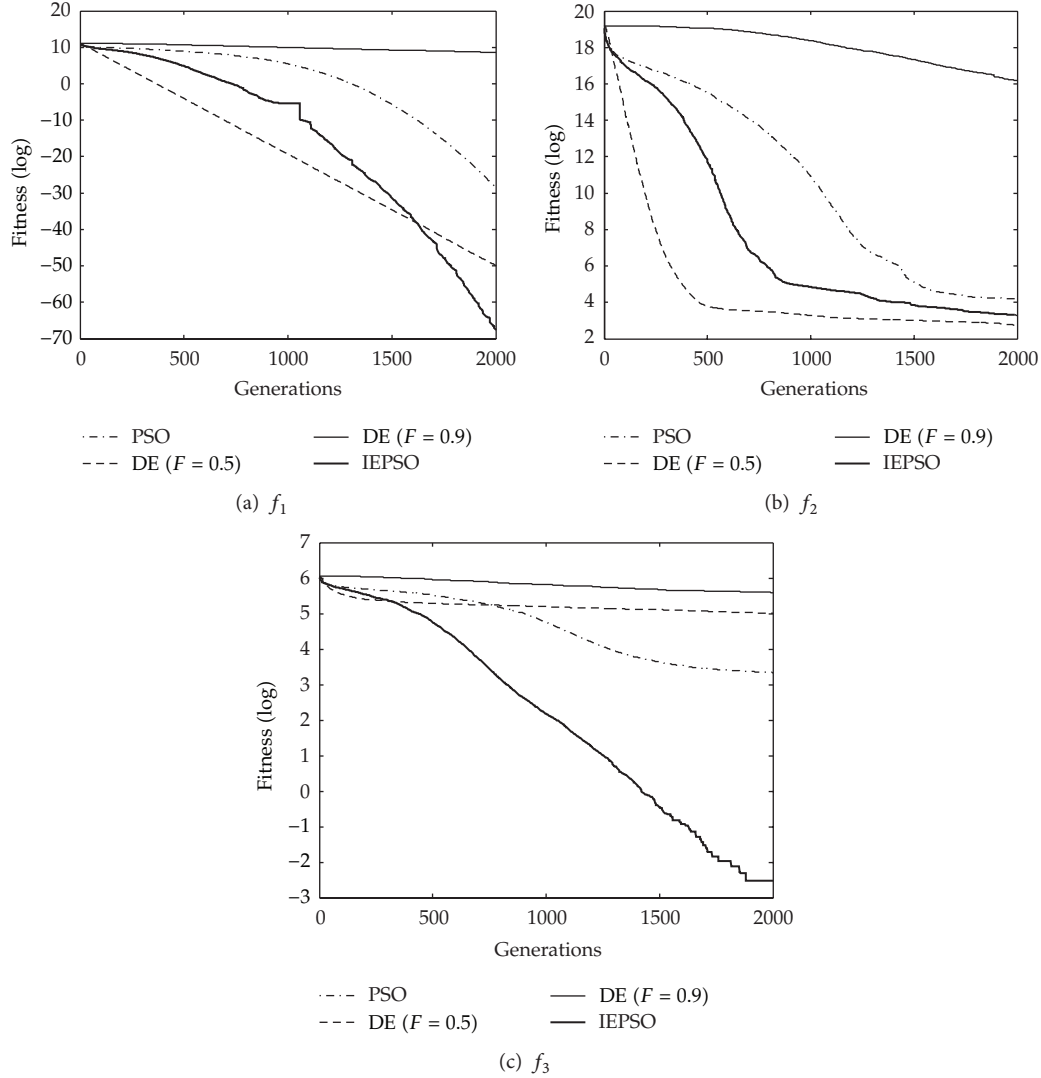 20
10
0
−10
−20
−30
−40
−50
−60
−70
Fitness (log)
0 500 1000 1500 2000
Generations
PSO
DE (F = 0.5)
DE (F = 0.9)
IEPSO
(a) f1
20
18
16
14
12
10
8
6
4
2
Fitness (log)
0 500 1000 1500 2000
Generations
PSO
DE (F = 0.5)
DE (F = 0.9)
IEPSO
(b) f2
7
6
5
4
3
2
1
0
−1
−2
−3
Fitness (log)
0 500 1000 1500 2000
Generations
PSO
DE (F = 0.5)
DE (F = 0.9)
IEPSO
(c) f3